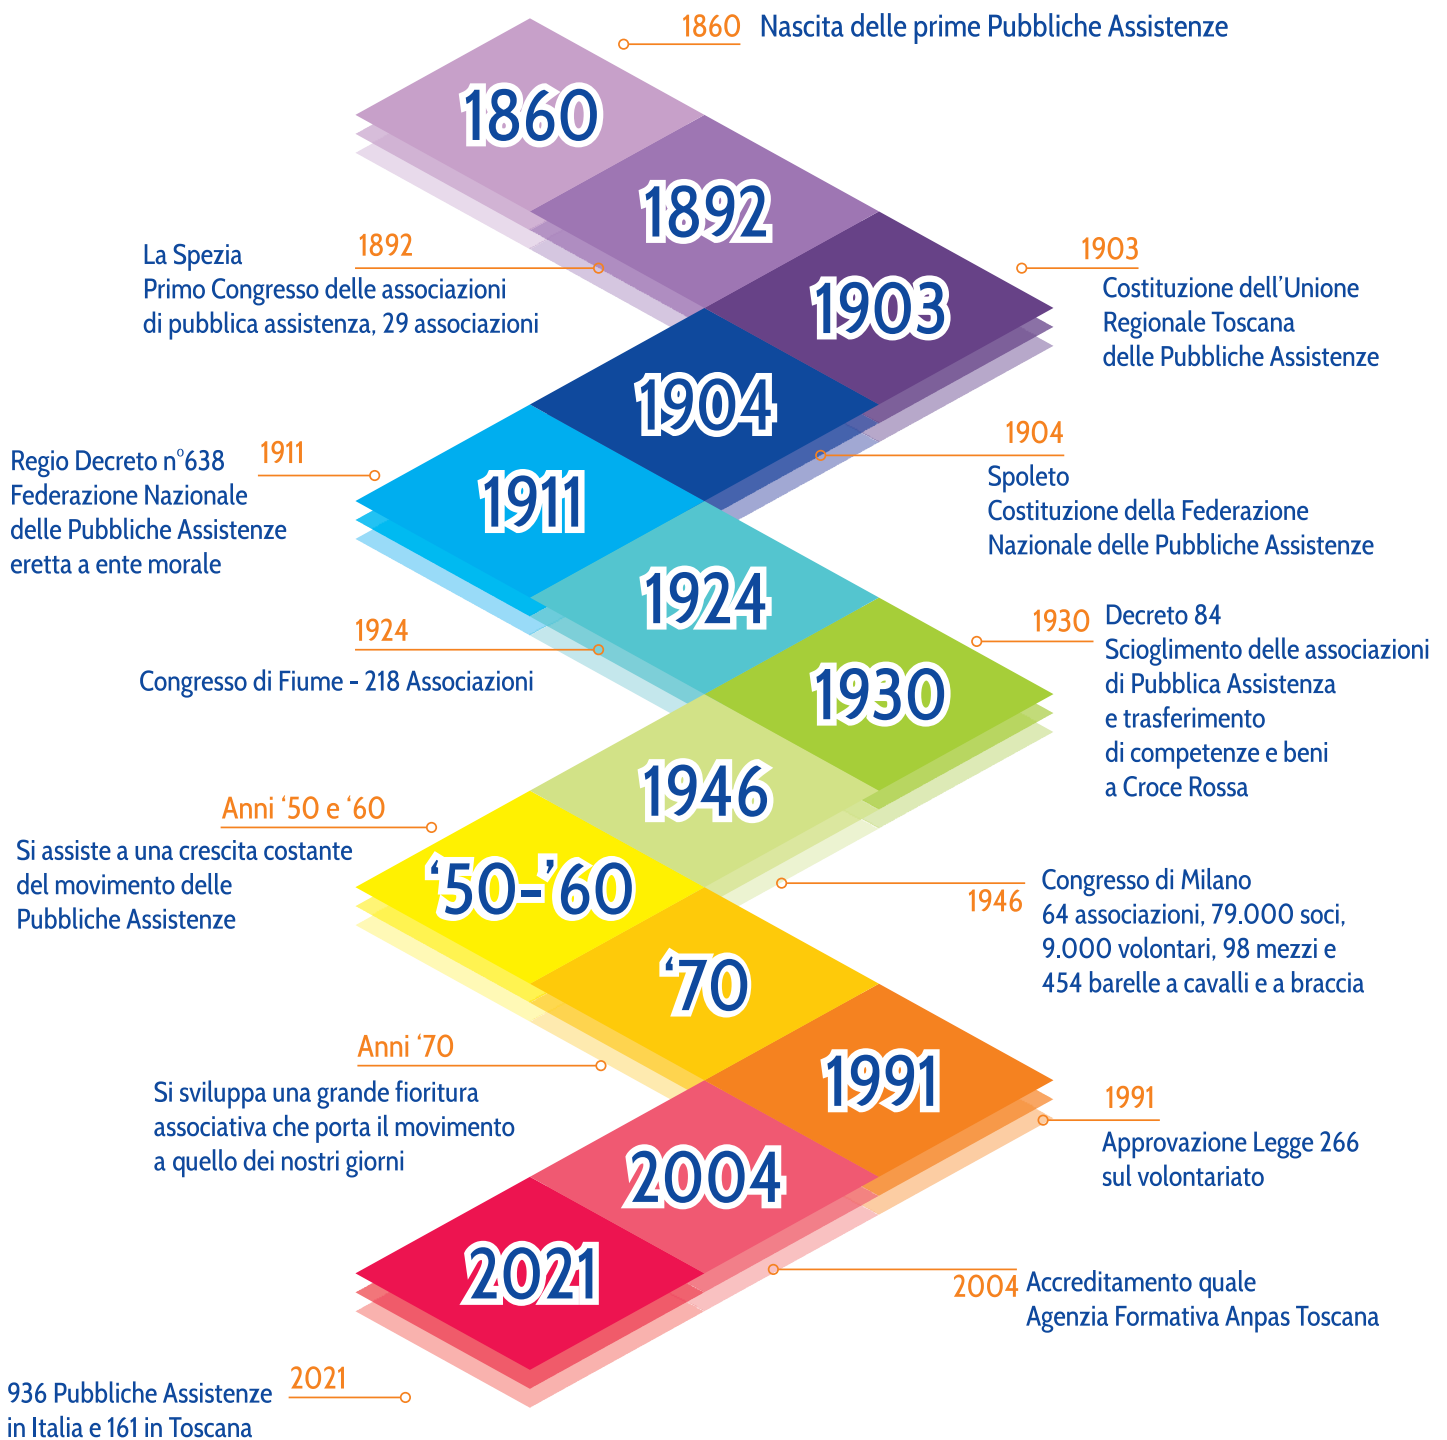 1860 Nascita delle prime Pubbliche Assistenze
1860
1892
1892
La Spezia
Primo Congresso delle associazioni
di pubblica assistenza, 29 associazioni
1903
1903
Costituzione dell’Unione
Regionale Toscana
delle Pubbliche Assistenze
1904
1904
Spoleto
Costituzione della Federazione
Nazionale delle Pubbliche Assistenze
1911
1911
Regio Decreto n°638
Federazione Nazionale
delle Pubbliche Assistenze
eretta a ente morale
1924
1924
Congresso di Fiume - 218 Associazioni
1930
1930
Decreto 84
Scioglimento delle associazioni
di Pubblica Assistenza
e trasferimento
di competenze e beni
a Croce Rossa
1946
1946
Congresso di Milano
64 associazioni, 79.000 soci,
9.000 volontari, 98 mezzi e
454 barelle a cavalli e a braccia
Anni ‘50 e ‘60
‘50-’60
Si assiste a una crescita costante
del movimento delle
Pubbliche Assistenze
‘70
Anni ‘70
Si sviluppa una grande fioritura
associativa che porta il movimento
a quello dei nostri giorni
1991
1991
Approvazione Legge 266
sul volontariato
2004
2004
Accreditamento quale
Agenzia Formativa Anpas Toscana
2021
2021
936 Pubbliche Assistenze
in Italia e 161 in Toscana